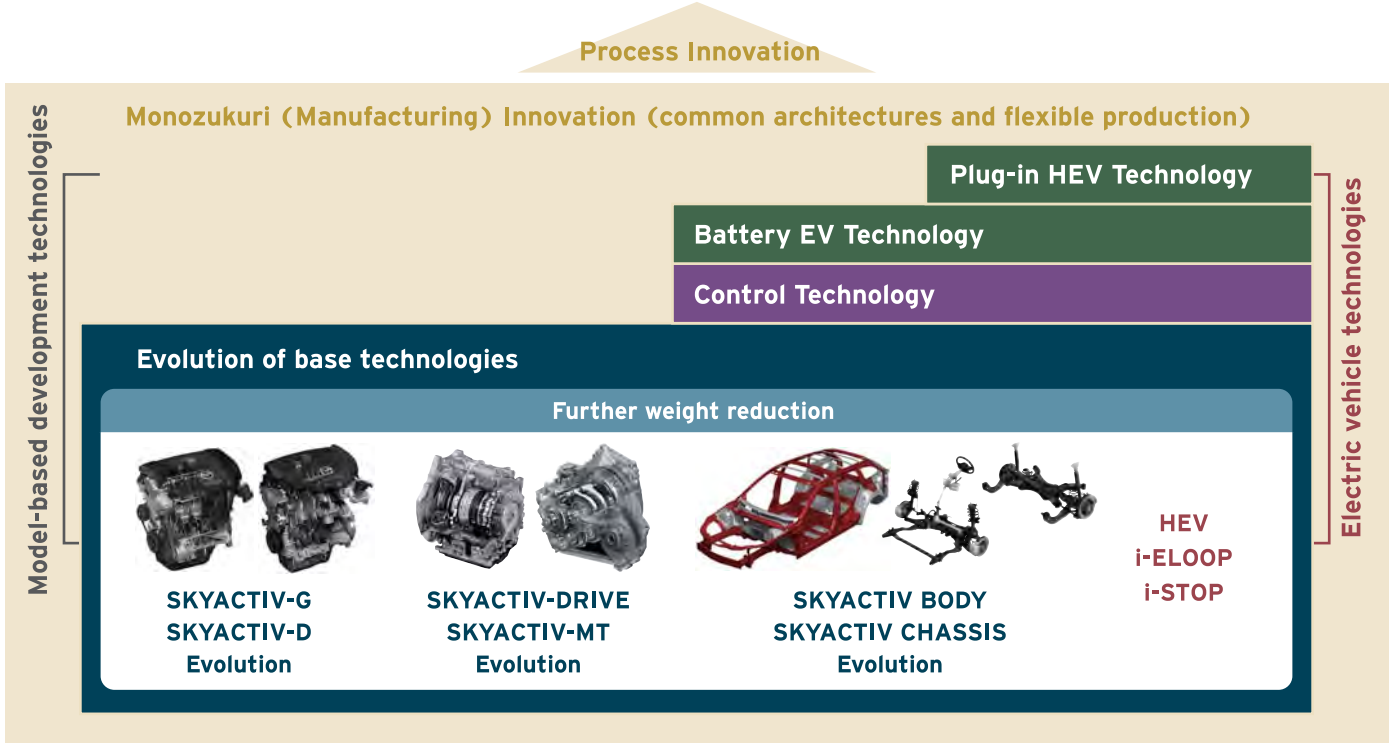 Process Innovation
Monozukuri (Manufacturing) Innovation (common architectures and flexible production)
Model-based development technologies
Plug-in HEV Technology
Battery EV Technology
Control Technology
Electric vehicle technologies
Evolution of base technologies
Further weight reduction
SKYACTIV-G
SKYACTIV-D
Evolution
SKYACTIV-DRIVE
SKYACTIV-MT
Evolution
SKYACTIV BODY
SKYACTIV CHASSIS
Evolution
HEV
i-ELOOP
i-STOP